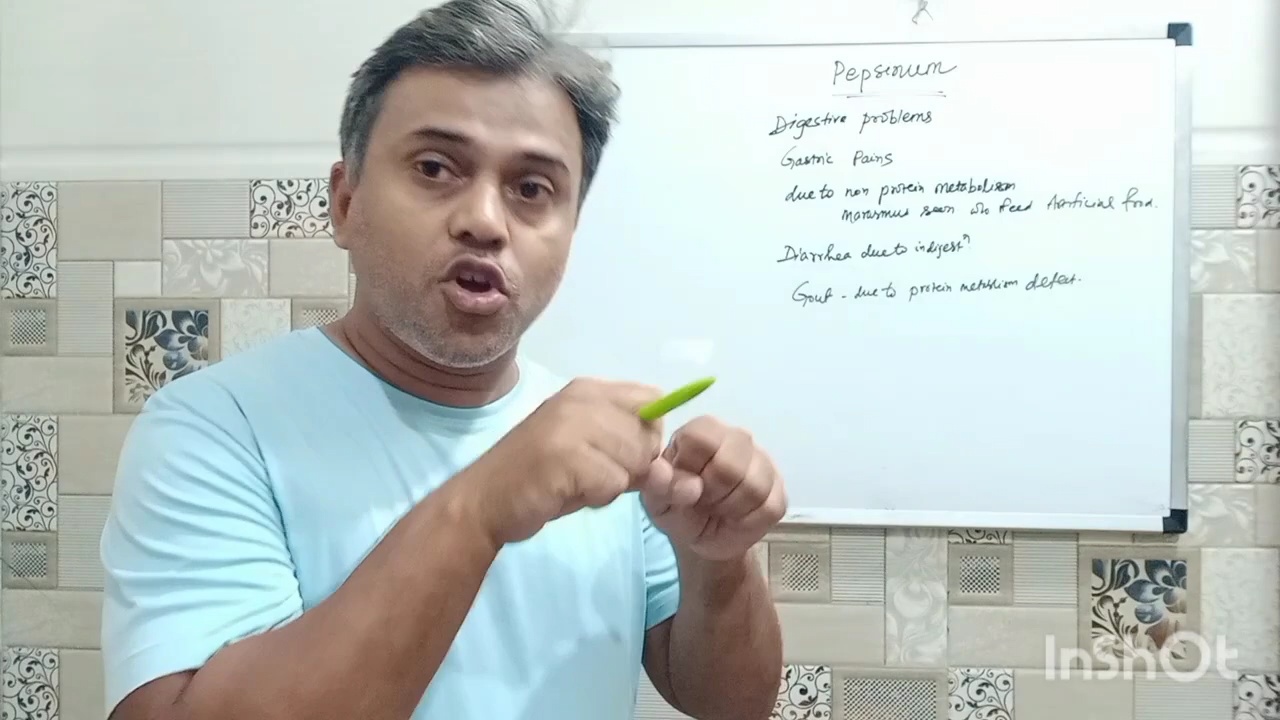 Pepsinum
Digestive problems
Gastric Pains
due to non protein metabolism
marasmus seen who feed Artificial food.
Diarrhea due to indigestⁿ
Gout - due to protein metabolism defect.
InShOt